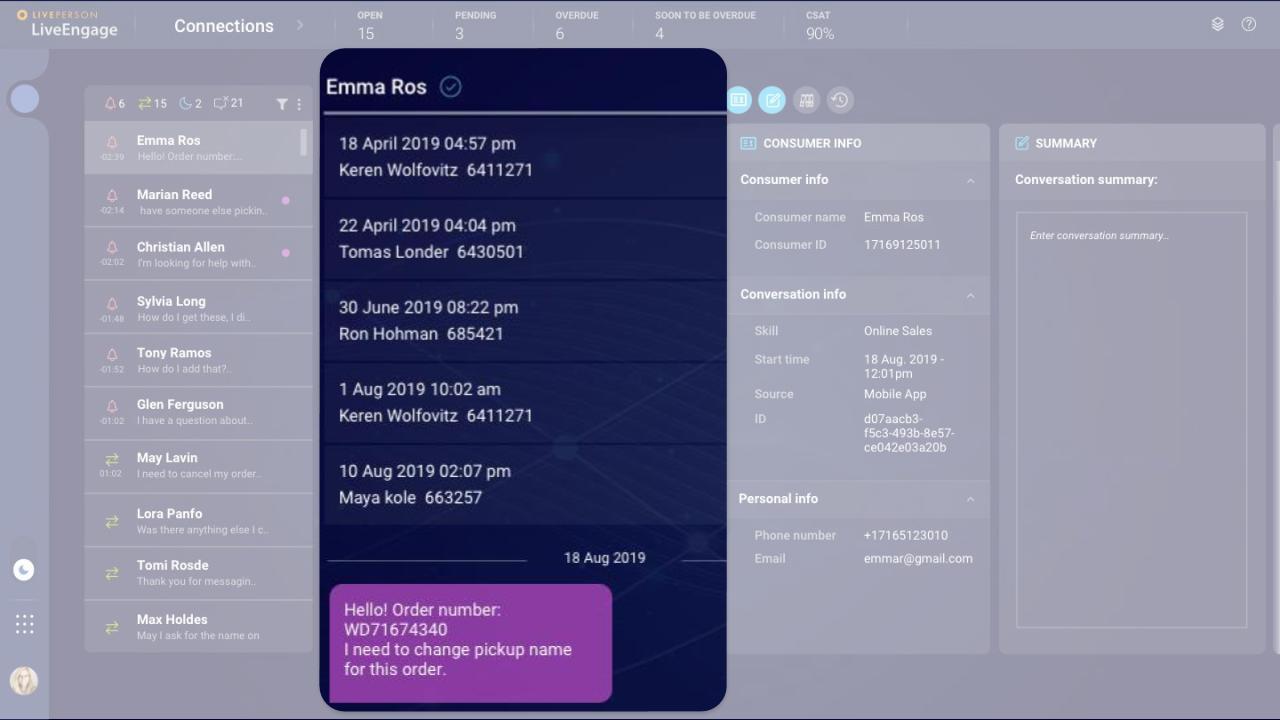 LIVEPERSON
LiveEngage
Connections
OPEN
15
PENDING
3
OVERDUE
6
SOON TO BE OVERDUE
4
CSAT
90%
6 15 2 21
Emma Ros
-02:39 Hello! Order number:...
Marian Reed
-02:14 have someone else pickin..
Christian Allen
-02:02 I'm looking for help with..
Sylvia Long
-01:48 How do I get these, I di..
Tony Ramos
-01:52 How do I add that?..
Glen Ferguson
-01:02 I have a question about..
May Lavin
01:02 I need to cancel my order..
Lora Panfo
Was there anything else I c..
Tomi Rosde
Thank you for messagin..
Max Holdes
May I ask for the name on
Emma Ros
18 April 2019 04:57 pm
Keren Wolfovitz 6411271
22 April 2019 04:04 pm
Tomas Londer 6430501
30 June 2019 08:22 pm
Ron Hohman 685421
1 Aug 2019 10:02 am
Keren Wolfovitz 6411271
10 Aug 2019 02:07 pm
Maya kole 663257
18 Aug 2019
Hello! Order number:
WD71674340
I need to change pickup name
for this order.
CONSUMER INFO
Consumer info
Consumer name Emma Ros
Consumer ID 17169125011
Conversation info
Skill Online Sales
Start time 18 Aug. 2019 -
12:01pm
Source Mobile App
ID d07aacb3-
f5c3-493b-8e57-
ce042e03a20b
Personal info
Phone number +17165123010
Email emmar@gmail.com
SUMMARY
Conversation summary:
Enter conversation summary...